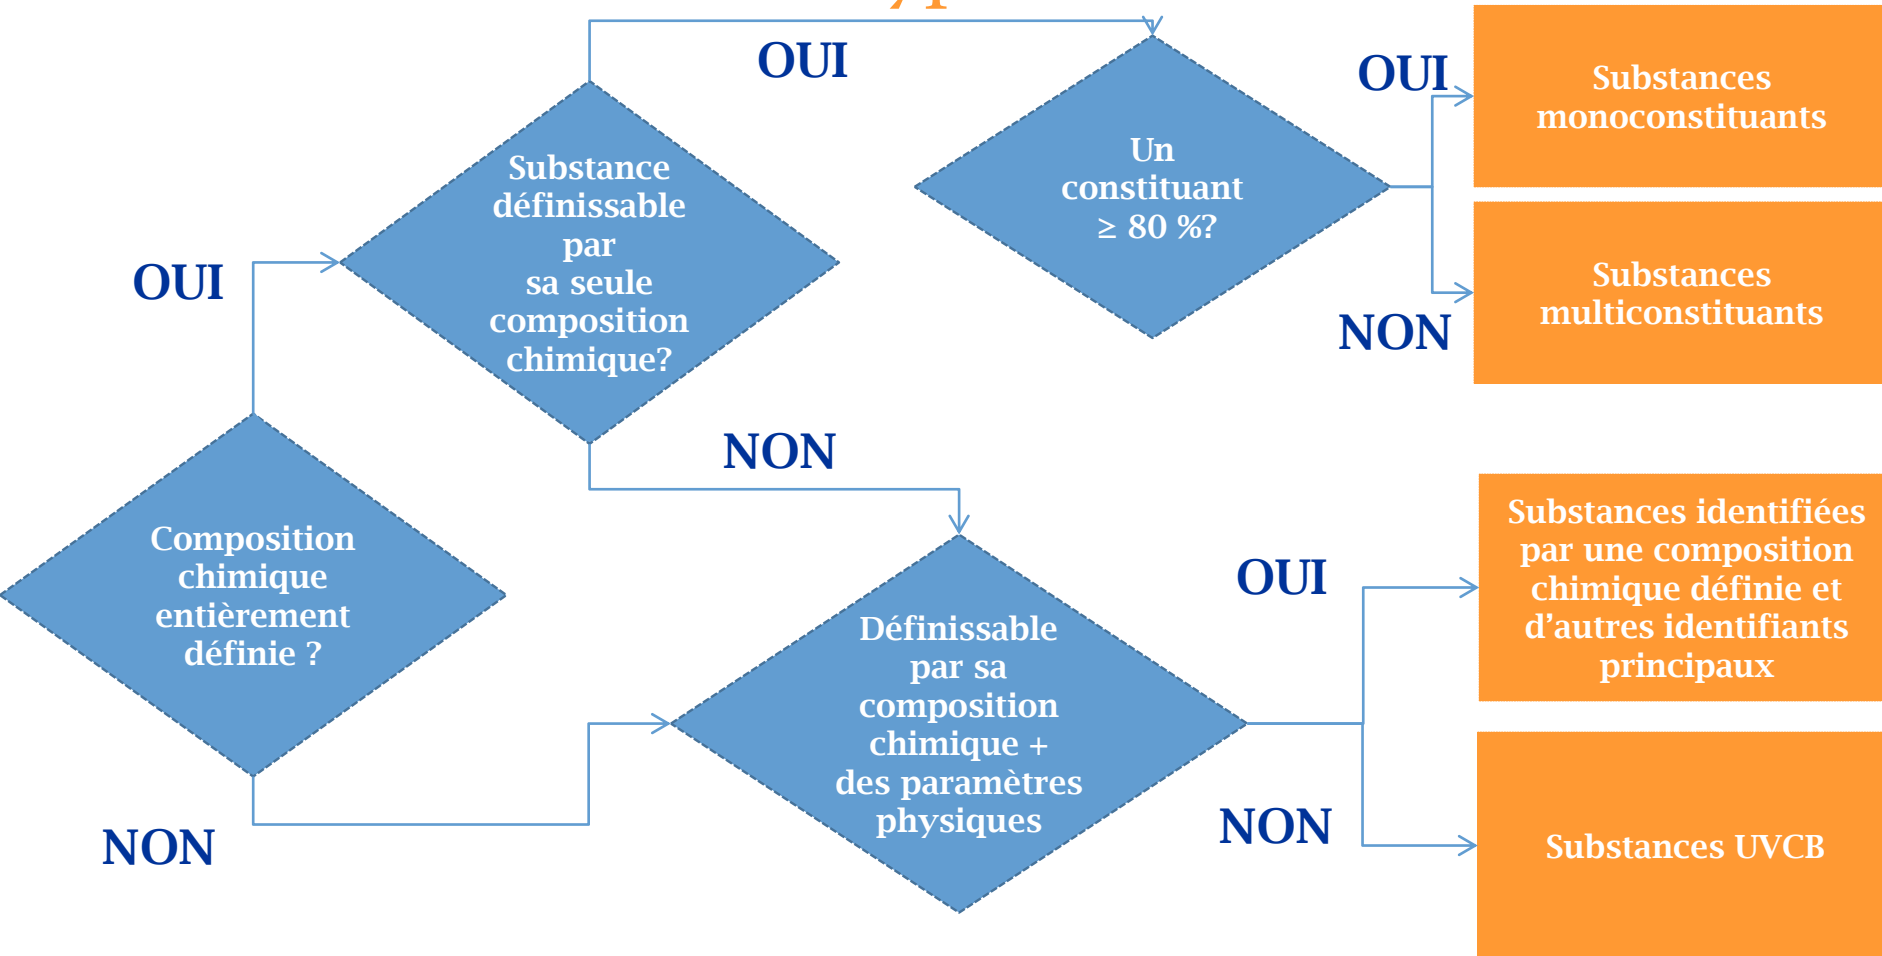 OUI
OUI
Substances
monoconstituants
Un
constituant
≥ 80 %?
Substance
définissable
par
sa seule
composition
chimique?
OUI
Substances
multiconstituants
NON
NON
Composition
chimique
entièrement
définie ?
Substances identifiées
par une composition
chimique définie et
d’autres identifiants
principaux
OUI
Définissable
par sa
composition
chimique +
des paramètres
physiques
NON
NON
Substances UVCB